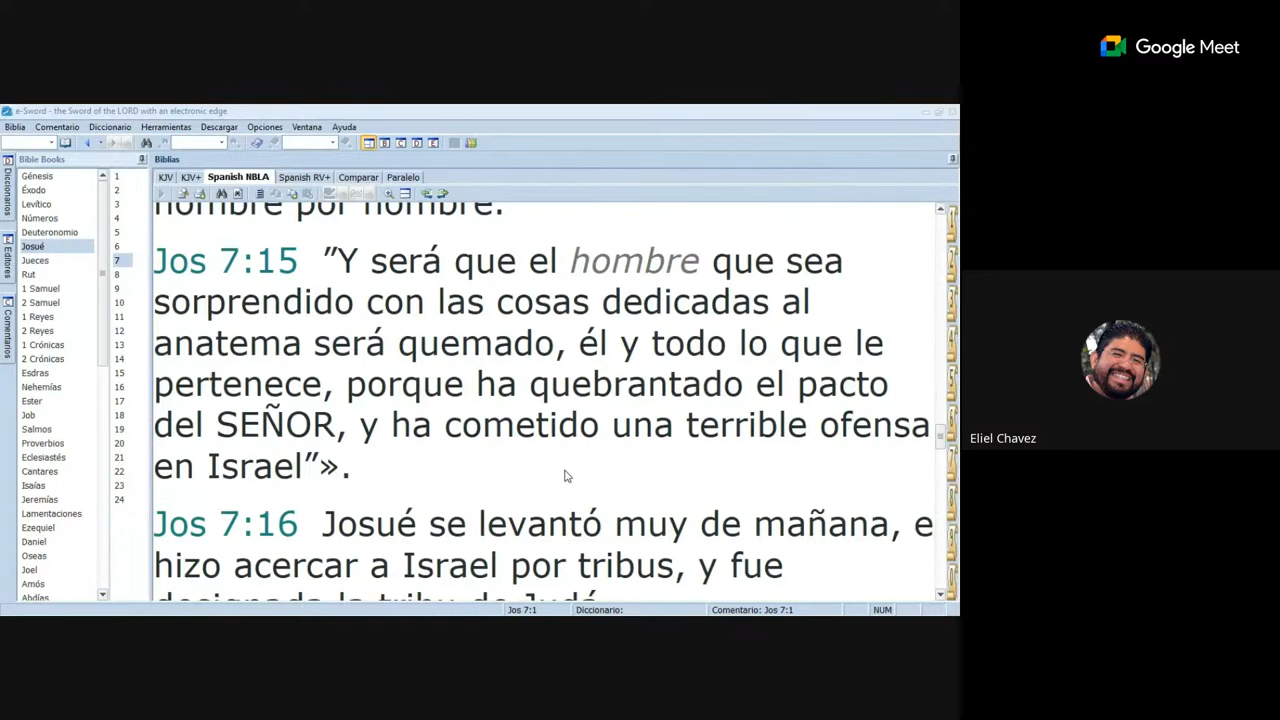 Google Meet
e-Sword - the Sword of the LORD with an electronic edge
Biblia Comentario Diccionario Herramientas Descargar Opciones Ventana Ayuda
B C D E
Bible Books
Biblias
KJV KJV+ Spanish NBLA Spanish RV+ Comparar Paralelo
Diccionarios
Editores
Comentarios
Génesis 1
Éxodo 2
Levítico 3
Números 4
Deuteronomio 5
Josué 6
Jueces 7
Rut 8
1 Samuel 9
2 Samuel 10
1 Reyes 11
2 Reyes 12
1 Crónicas 13
2 Crónicas 14
Esdras 15
Nehemías 16
Ester 17
Job 18
Salmos 19
Proverbios 20
Eclesiastés 21
Cantares 22
Isaías 23
Jeremías 24
Lamentaciones
Ezequiel
Daniel
Oseas
Joel
Amós
Abdías
hombre por hombre.
Jos 7:15 ”Y será que el hombre que sea
sorprendido con las cosas dedicadas al
anatema será quemado, él y todo lo que le
pertenece, porque ha quebrantado el pacto
del SEÑOR, y ha cometido una terrible ofensa
en Israel”».
Jos 7:16 Josué se levantó muy de mañana, e
hizo acercar a Israel por tribus, y fue
designada la tribu de Judá
Jos 7:1 Diccionario: Comentario: Jos 7:1 NUM
Eliel Chavez